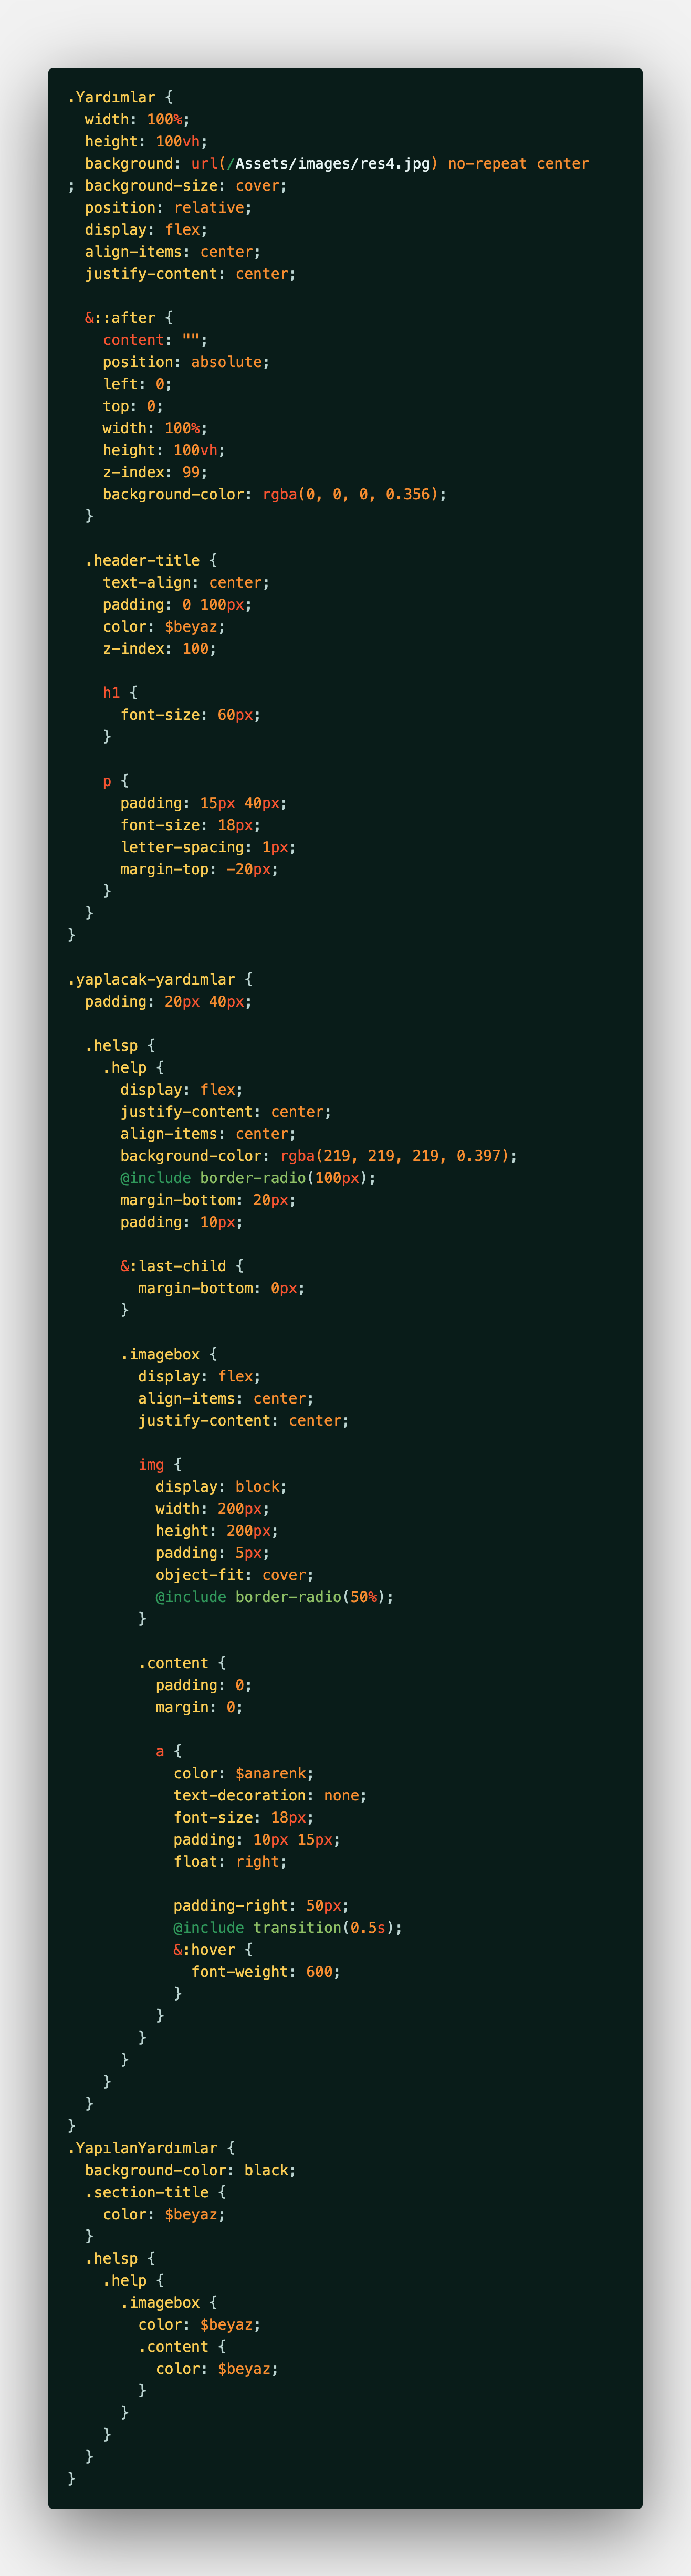 .Yardımlar {
  width: 100%;
  height: 100vh;
  background: url(/Assets/images/res4.jpg) no-repeat center
; background-size: cover;
  position: relative;
  display: flex;
  align-items: center;
  justify-content: center;

  &::after {
    content: "";
    position: absolute;
    left: 0;
    top: 0;
    width: 100%;
    height: 100vh;
    z-index: 99;
    background-color: rgba(0, 0, 0, 0.356);
  }

  .header-title {
    text-align: center;
    padding: 0 100px;
    color: $beyaz;
    z-index: 100;

    h1 {
      font-size: 60px;
    }

    p {
      padding: 15px 40px;
      font-size: 18px;
      letter-spacing: 1px;
      margin-top: -20px;
    }
  }
}

.yaplacak-yardımlar {
  padding: 20px 40px;

  .helsp {
    .help {
      display: flex;
      justify-content: center;
      align-items: center;
      background-color: rgba(219, 219, 219, 0.397);
      @include border-radio(100px);
      margin-bottom: 20px;
      padding: 10px;

      &:last-child {
        margin-bottom: 0px;
      }

      .imagebox {
        display: flex;
        align-items: center;
        justify-content: center;

        img {
          display: block;
          width: 200px;
          height: 200px;
          padding: 5px;
          object-fit: cover;
          @include border-radio(50%);
        }

        .content {
          padding: 0;
          margin: 0;

          a {
            color: $anarenk;
            text-decoration: none;
            font-size: 18px;
            padding: 10px 15px;
            float: right;

            padding-right: 50px;
            @include transition(0.5s);
            &:hover {
              font-weight: 600;
            }
          }
        }
      }
    }
  }
}
.YapılanYardımlar {
  background-color: black;
  .section-title {
    color: $beyaz;
  }
  .helsp {
    .help {
      .imagebox {
        color: $beyaz;
        .content {
          color: $beyaz;
        }
      }
    }
  }
}